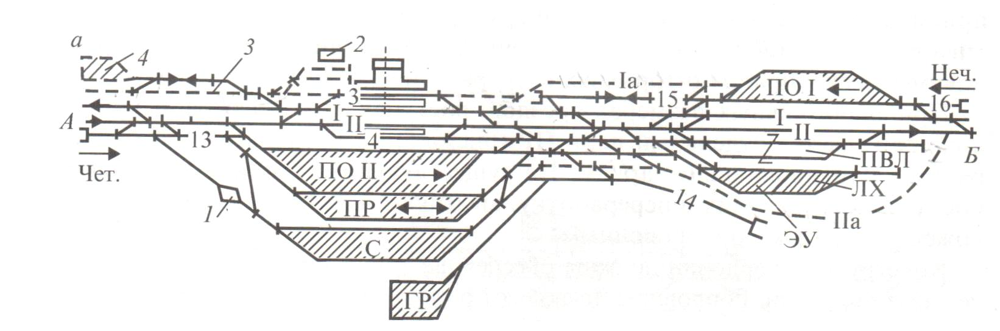 а
4
3
2
Iа
15
ПО I
Неч.
16
3
I
I
А
II
II
13
4
Б
Чет.
ПО II
ПВЛ
ЛХ
1
ПР
14
IIа
ЭУ
С
ГР